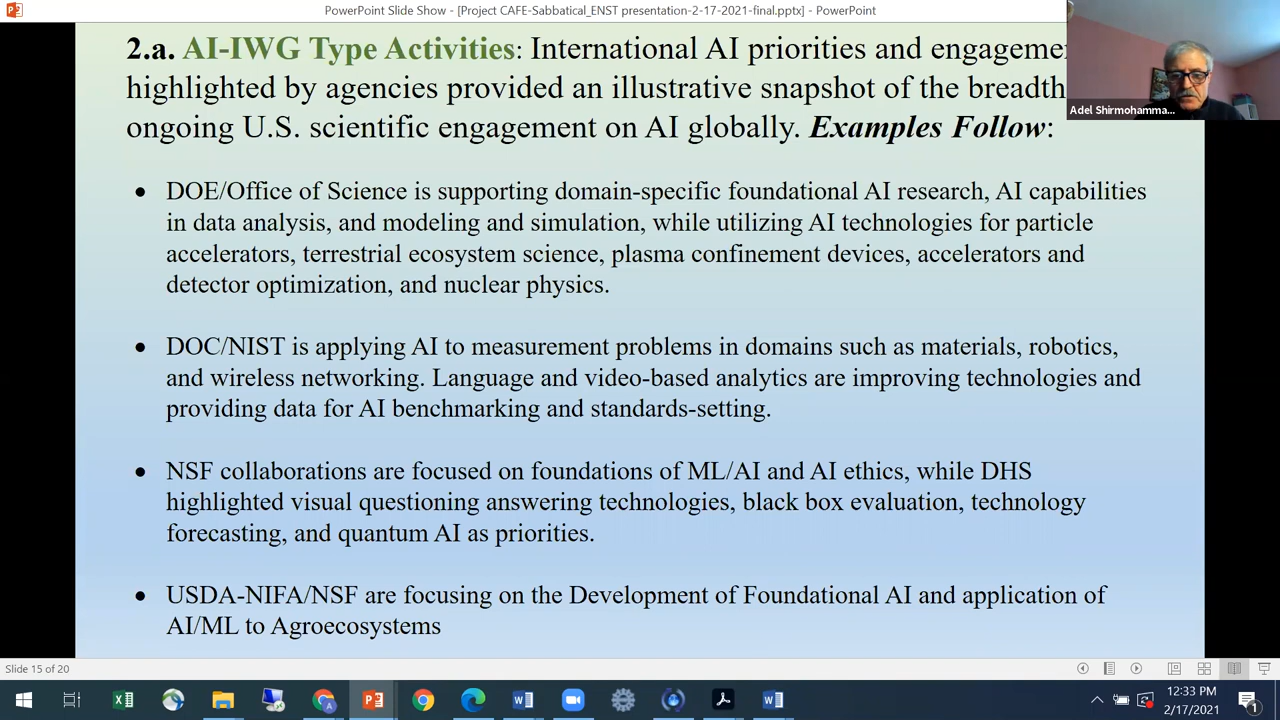 PowerPoint Slide Show - [Project CAFE-Sabbatical_ENST presentation-2-17-2021-final.pptx] - PowerPoint
2.a. AI-IWG Type Activities: International AI priorities and engageme
highlighted by agencies provided an illustrative snapshot of the breadth
ongoing U.S. scientific engagement on AI globally. Examples Follow:
Adel Shirmohamma...
• DOE/Office of Science is supporting domain-specific foundational AI research, AI capabilities
in data analysis, and modeling and simulation, while utilizing AI technologies for particle
accelerators, terrestrial ecosystem science, plasma confinement devices, accelerators and
detector optimization, and nuclear physics.
• DOC/NIST is applying AI to measurement problems in domains such as materials, robotics,
and wireless networking. Language and video-based analytics are improving technologies and
providing data for AI benchmarking and standards-setting.
• NSF collaborations are focused on foundations of ML/AI and AI ethics, while DHS
highlighted visual questioning answering technologies, black box evaluation, technology
forecasting, and quantum AI as priorities.
• USDA-NIFA/NSF are focusing on the Development of Foundational AI and application of
AI/ML to Agroecosystems
Slide 15 of 20
12:33 PM
2/17/2021
1